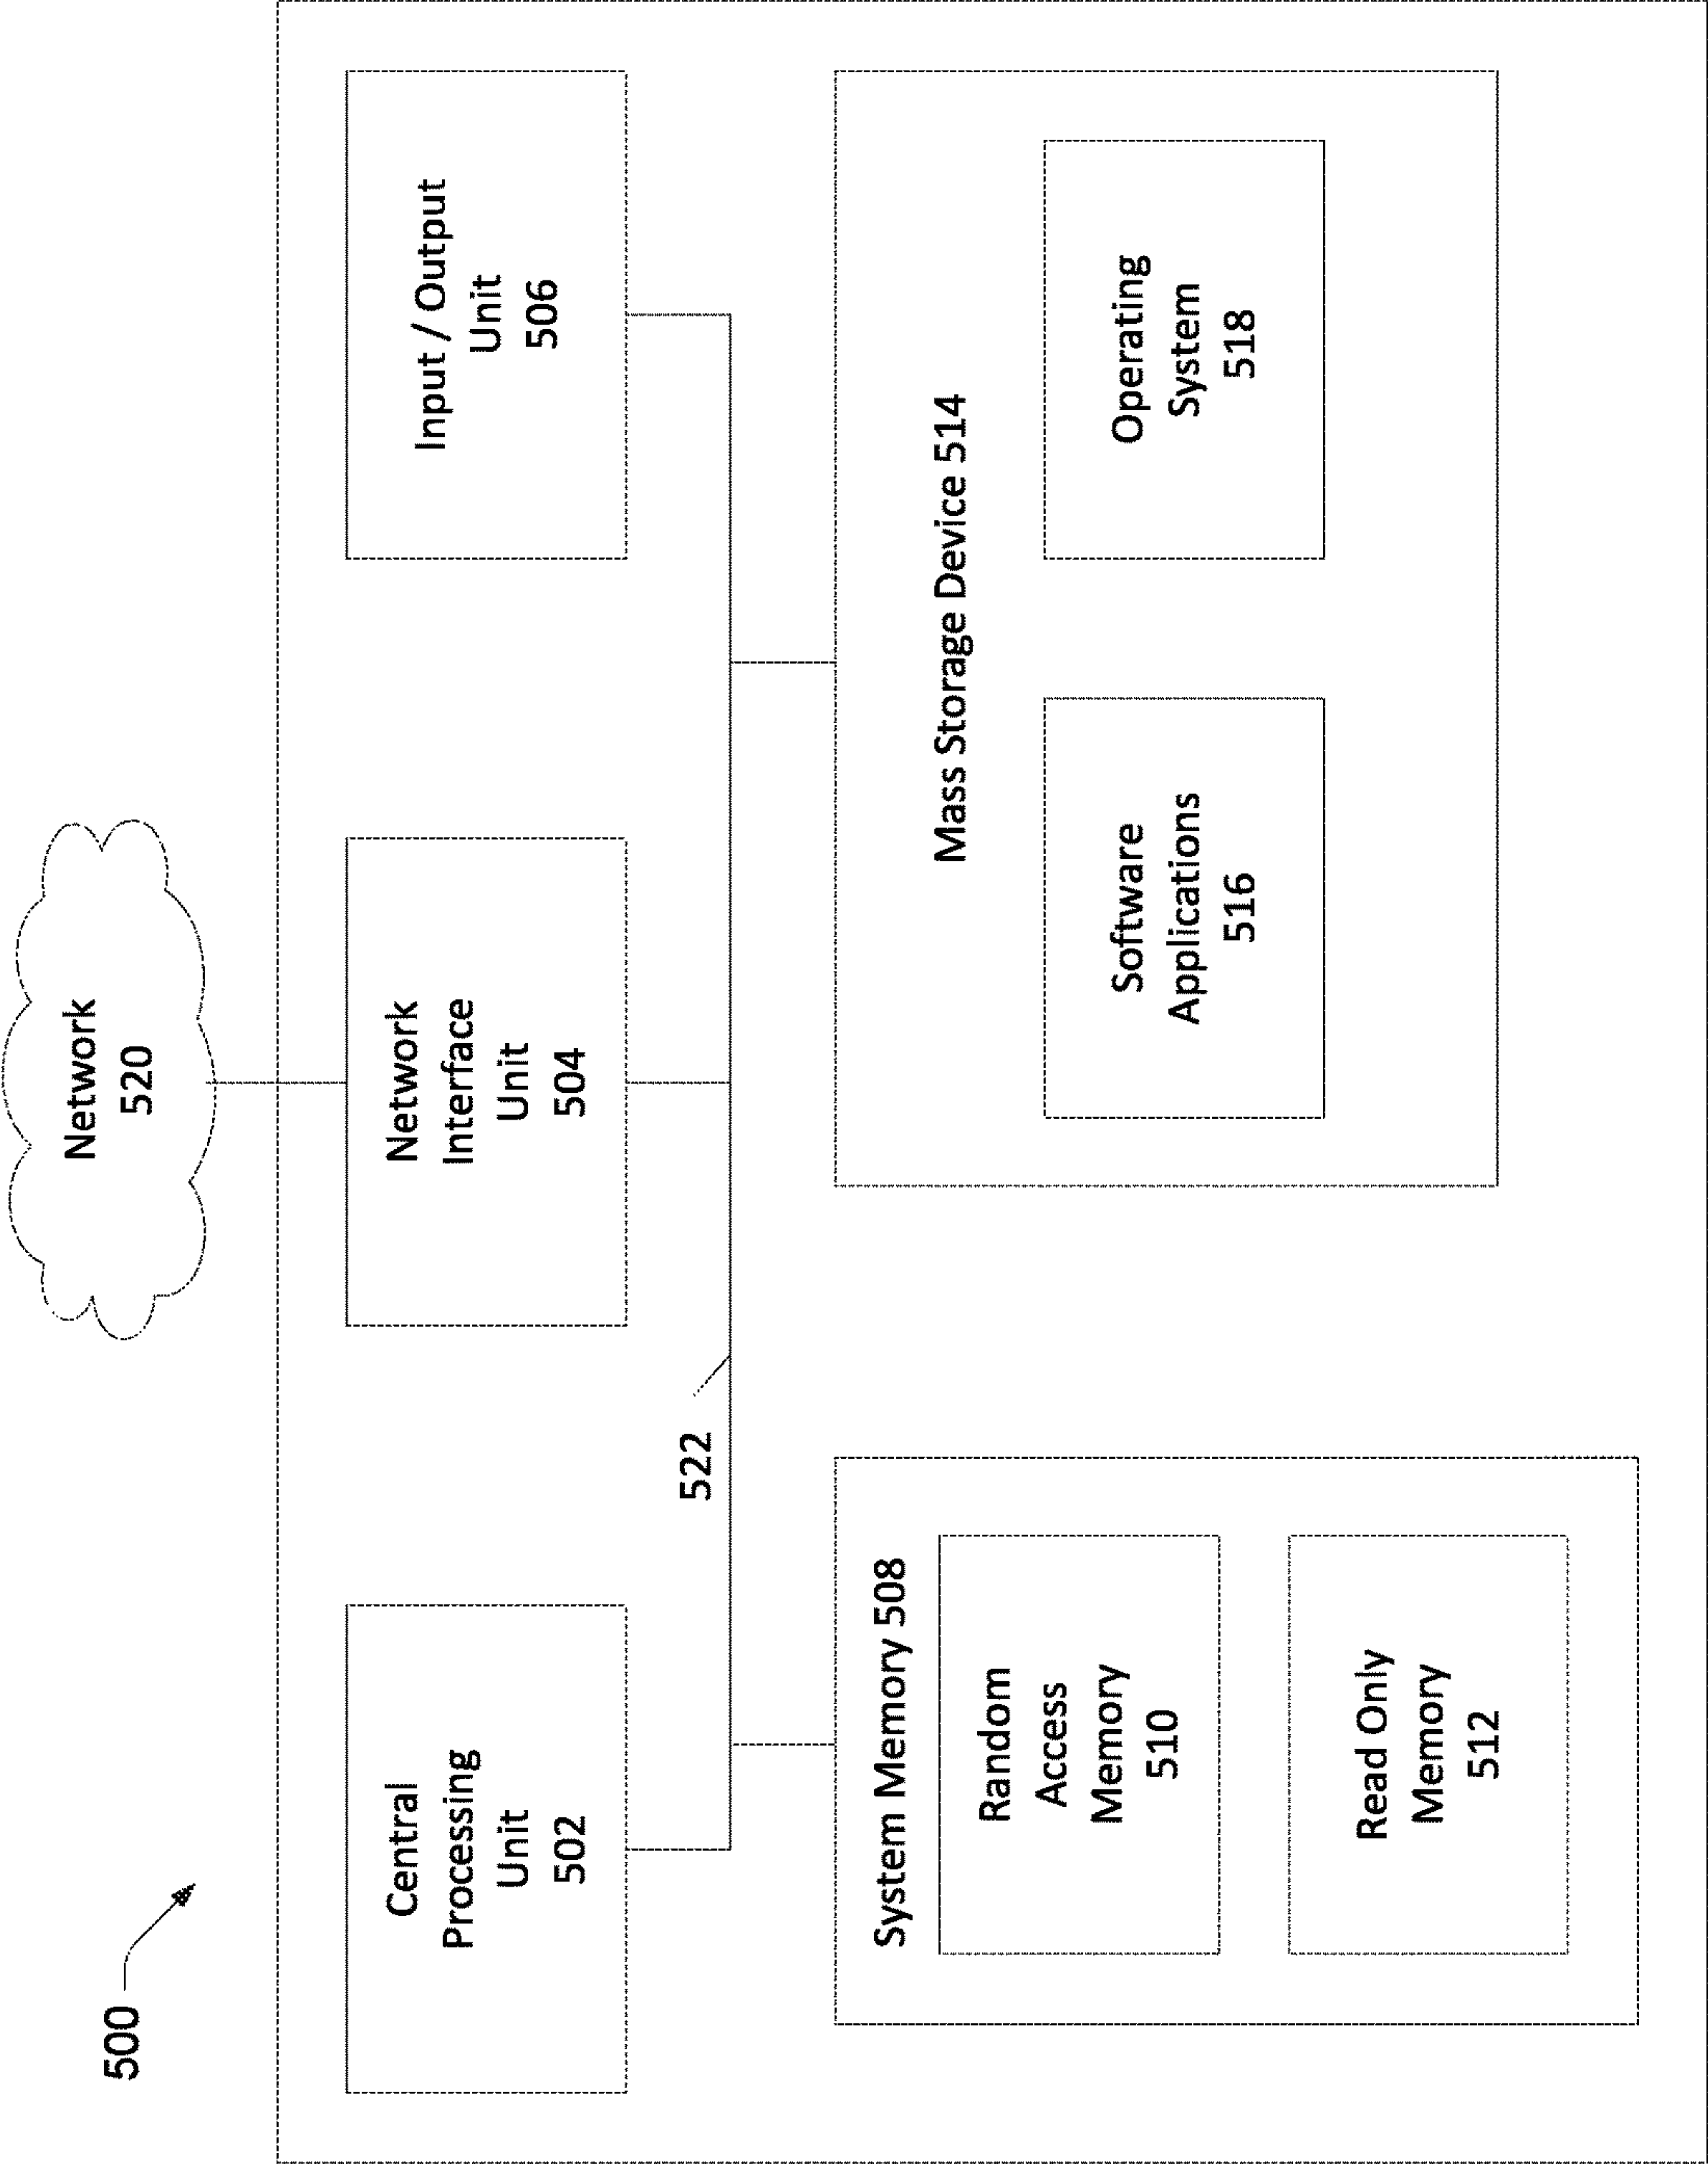 500
Network
520
Central
Processing
Unit
502
Network
Interface
Unit
504
Input / Output
Unit
506
522
System Memory 508
Random
Access
Memory
510
Read Only
Memory
512
Mass Storage Device 514
Software
Applications
516
Operating
System
518